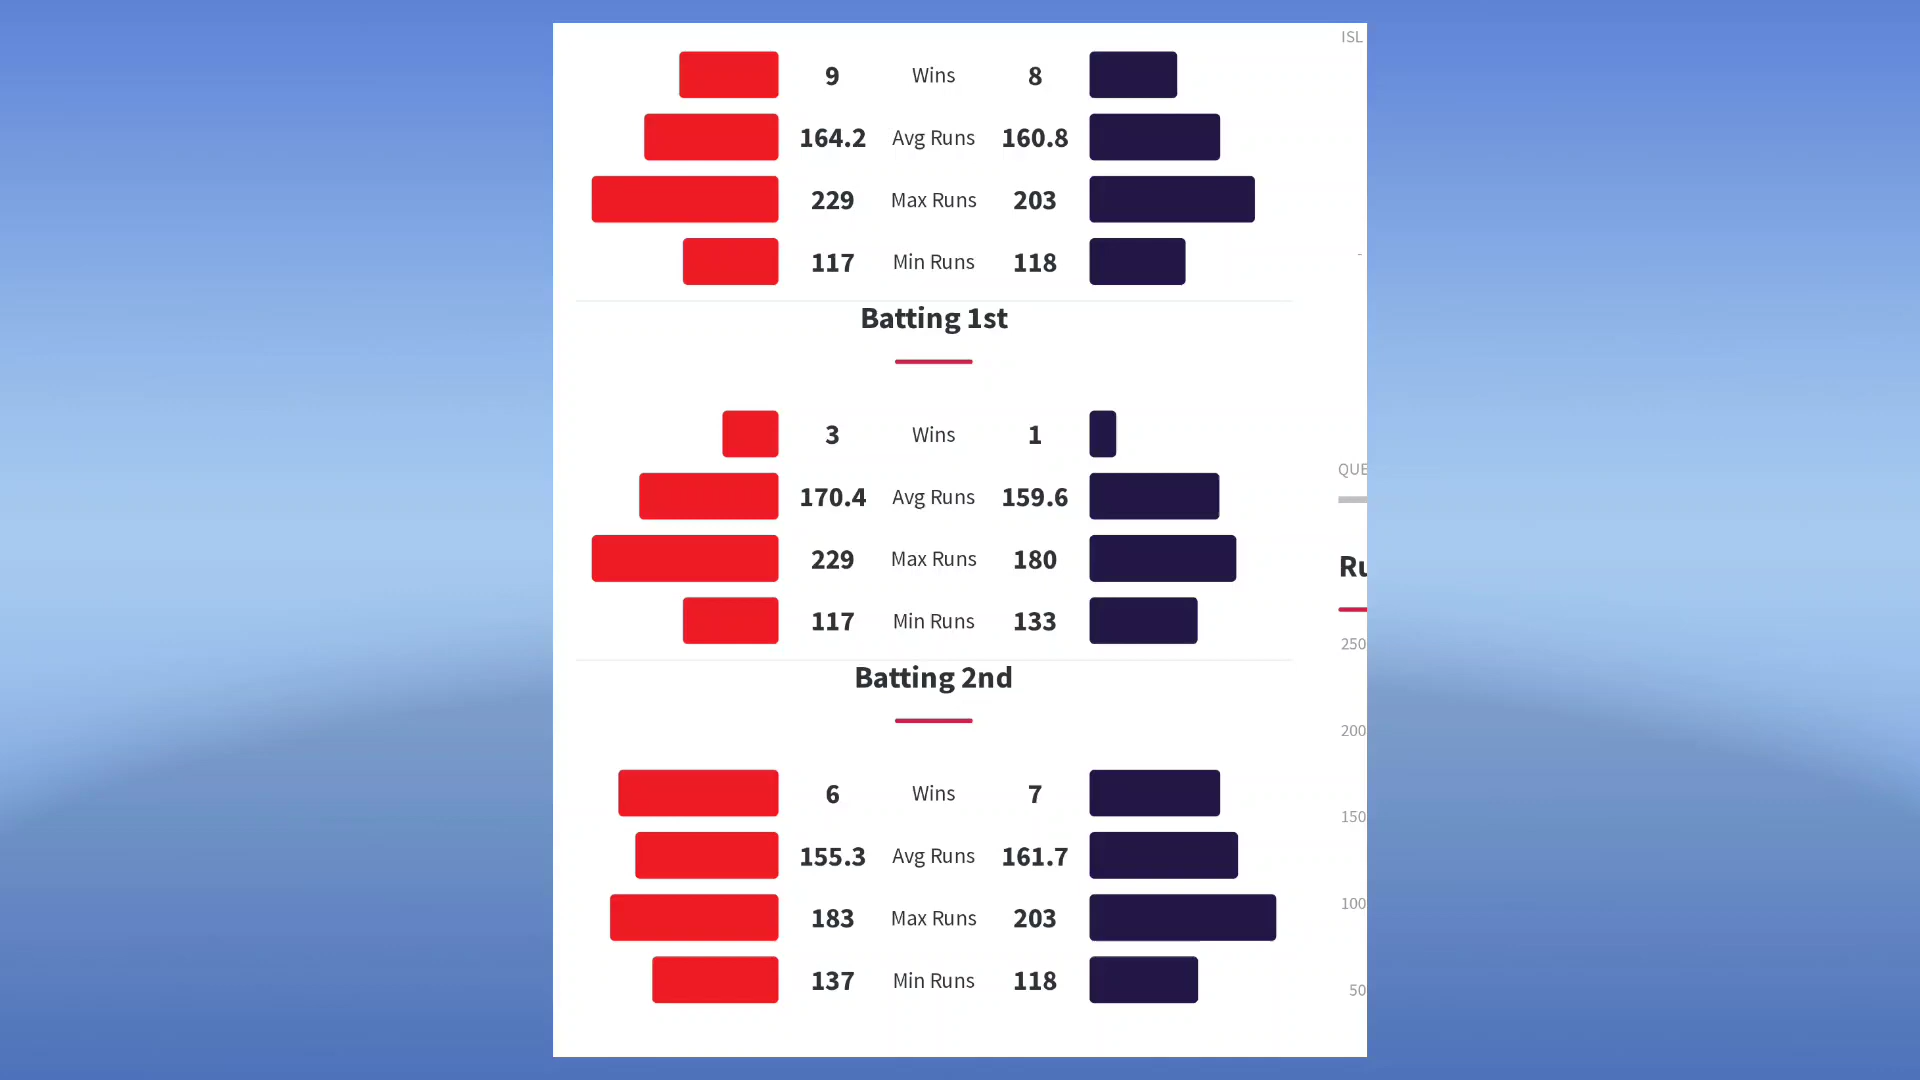 ISL
9 Wins 8
164.2 Avg Runs 160.8
229 Max Runs 203
117 Min Runs 118
-
Batting 1st
3 Wins 1
QUE
170.4 Avg Runs 159.6
229 Max Runs 180
Ru
117 Min Runs 133
250
Batting 2nd
200
6 Wins 7
150
155.3 Avg Runs 161.7
100
183 Max Runs 203
137 Min Runs 118
50